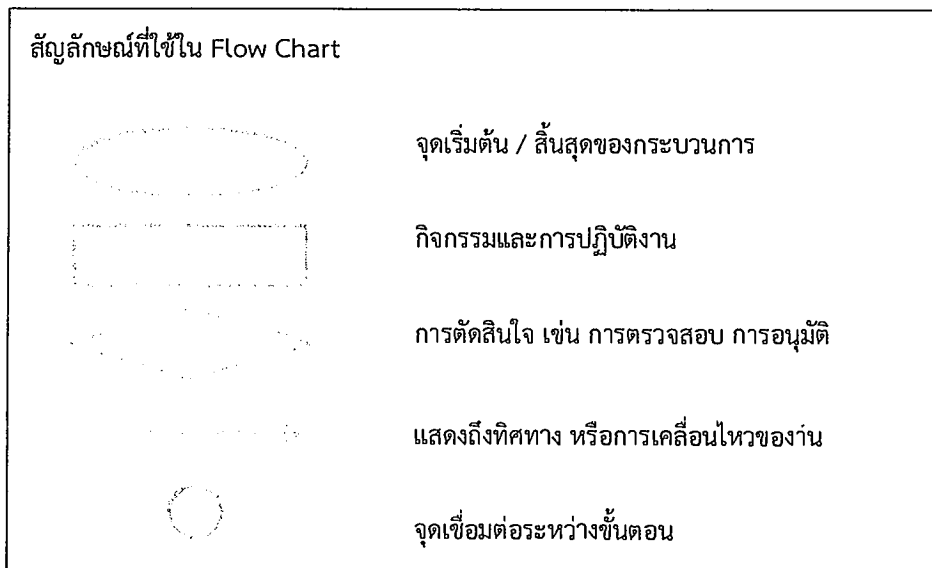 สัญลักษณ์ที่ใช้ใน Flow Chart
จุดเริ่มต้น / สิ้นสุดของกระบวนการ
กิจกรรมและการปฏิบัติงาน
การตัดสินใจ เช่น การตรวจสอบ การอนุมัติ
แสดงถึงทิศทาง หรือการเคลื่อนไหวของงาน
จุดเชื่อมต่อระหว่างขั้นตอน